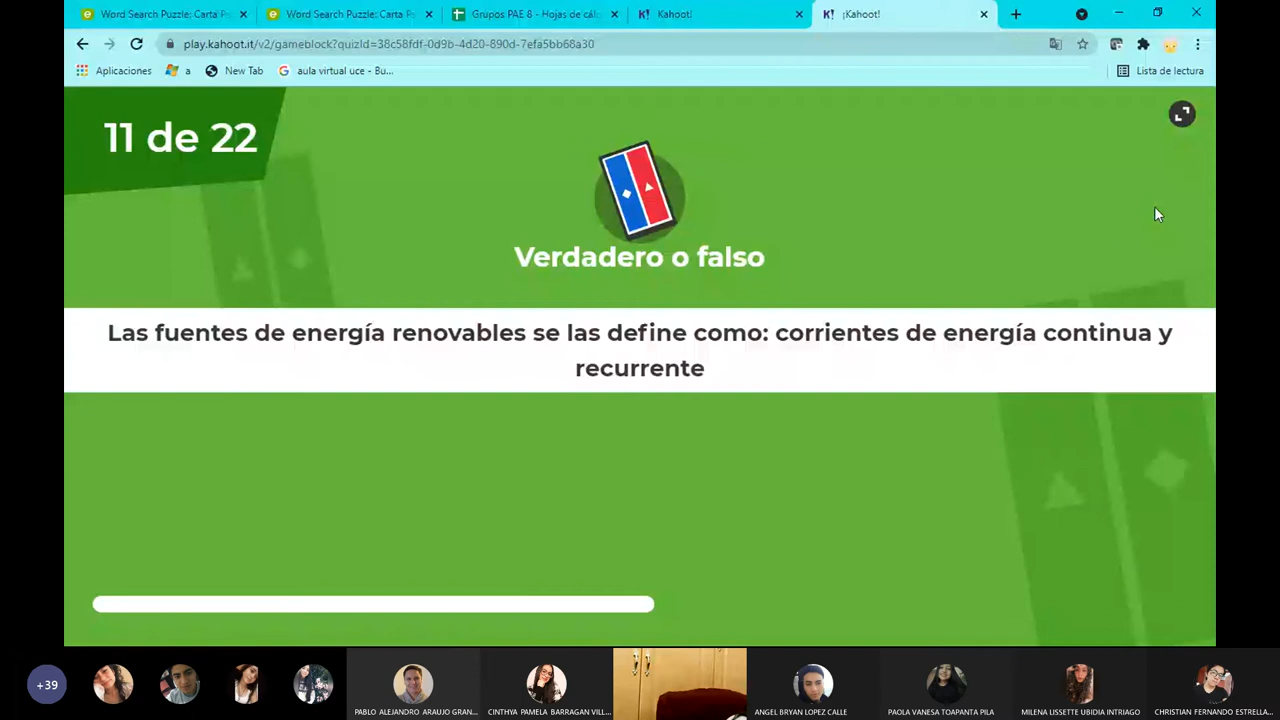 Word Search Puzzle: Carta P
Word Search Puzzle: Carta P
Grupos PAE 8 - Hojas de cálc
K! Kahoot!
K! ¡Kahoot!
play.kahoot.it/v2/gameblock?quizId=38c58fdf-0d9b-4d20-890d-7efa5bb68a30
Aplicaciones
a
New Tab
aula virtual uce - Bu...
Lista de lectura
11 de 22
Verdadero o falso
Las fuentes de energía renovables se las define como: corrientes de energía continua y
recurrente
+39
PABLO ALEJANDRO ARAUJO GRAN...
CINTHYA PAMELA BARRAGAN VILL...
ANGEL BRYAN LOPEZ CALLE
PAOLA VANESA TOAPANTA PILA
MILENA LISSETTE UBIDIA INTRIAGO
CHRISTIAN FERNANDO ESTRELLA...